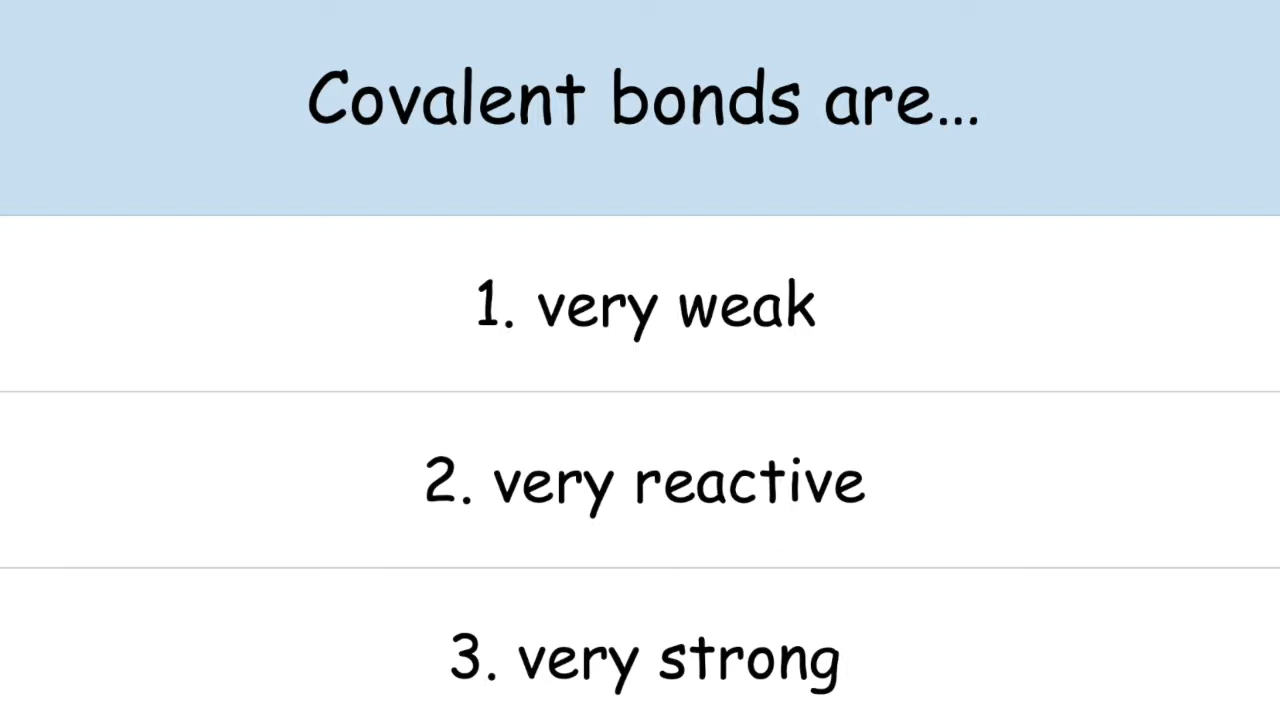 Covalent bonds are...
1. very weak
2. very reactive
3. very strong